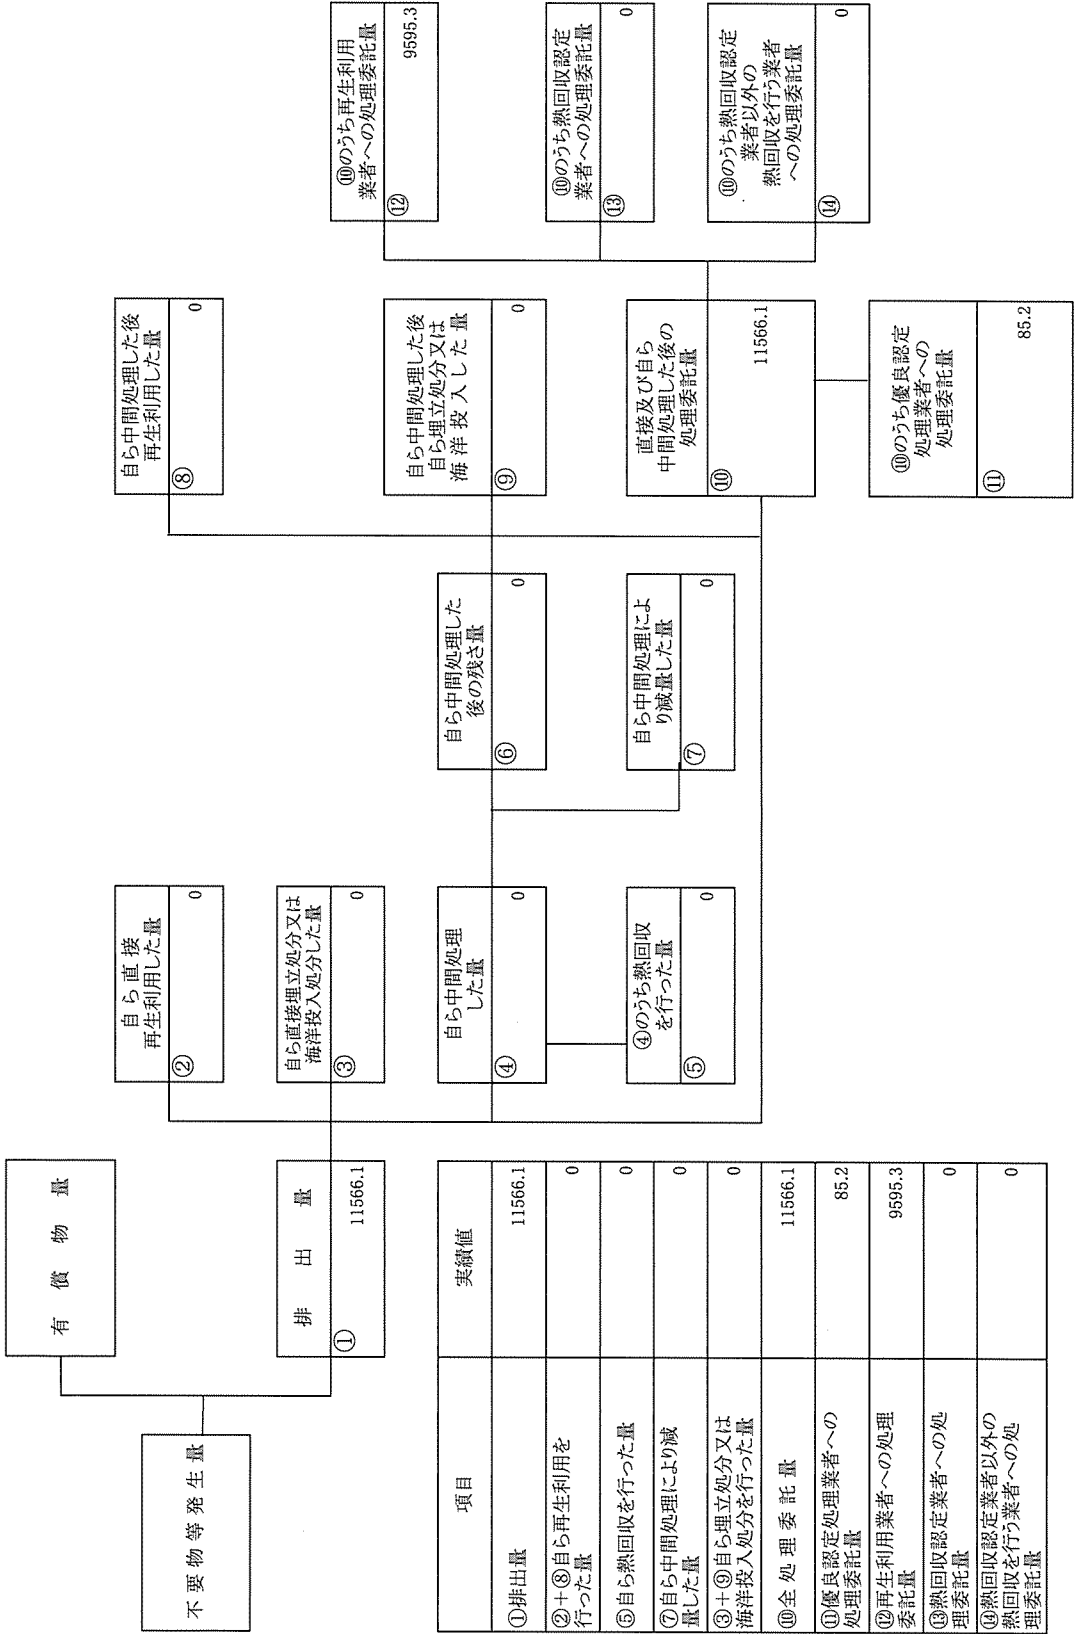 不要物等発生量
有償物量
排出量
①
11566.1
自ら直接
再生利用した量
②
0
自ら直接埋立処分又は
海洋投入処分した量
③
0
自ら中間処理
した量
④
0
④のうち熱回収
を行った量
⑤
0
自ら中間処理した
後の残さ量
⑥
0
自ら中間処理によ
り減量した量
⑦
0
自ら中間処理した後
再生利用した量
⑧
0
自ら中間処理した後
自ら埋立処分又は
海洋投入した量
⑨
0
直接及び自ら
中間処理した後の
処理委託量
⑩
11566.1
⑩のうち優良認定
処理業者への
処理委託量
⑪
85.2
⑩のうち再生利用
業者への処理委託量
⑫
9595.3
⑩のうち熱回収認定
業者への処理委託量
⑬
0
⑩のうち熱回収認定
業者以外の
熱回収を行う業者
への処理委託量
⑭
0
項目 実績値
①排出量 11566.1
②+⑧自ら再生利用を
行った量 0
⑤自ら熱回収を行った量 0
⑦自ら中間処理により減
量した量 0
③+⑨自ら埋立処分又は
海洋投入処分を行った量 0
⑩全処理委託量 11566.1
⑪優良認定処理業者への
処理委託量 85.2
⑫再生利用業者への処理
委託量 9595.3
⑬熱回収認定業者への処
理委託量 0
⑭熱回収認定業者以外の
熱回収を行う業者への処
理委託量 0